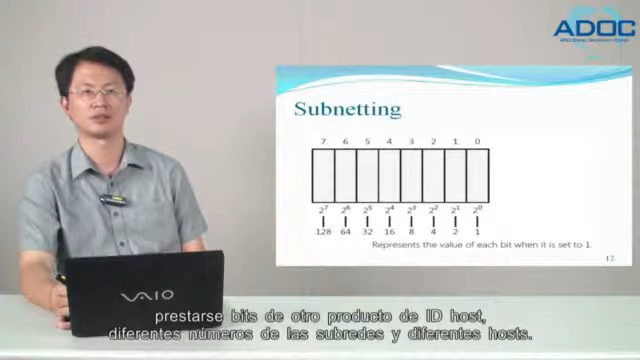 ADOC
Subnetting
7 6 5 4 3 2 1 0
2⁷ 2⁶ 2⁵ 2⁴ 2³ 2² 2¹ 2⁰
128 64 32 16 8 4 2 1
Represents the value of each bit when it is set to 1.
12
VAIO
prestarse bits de otro producto de ID host,
diferentes números de las subredes y diferentes hosts.